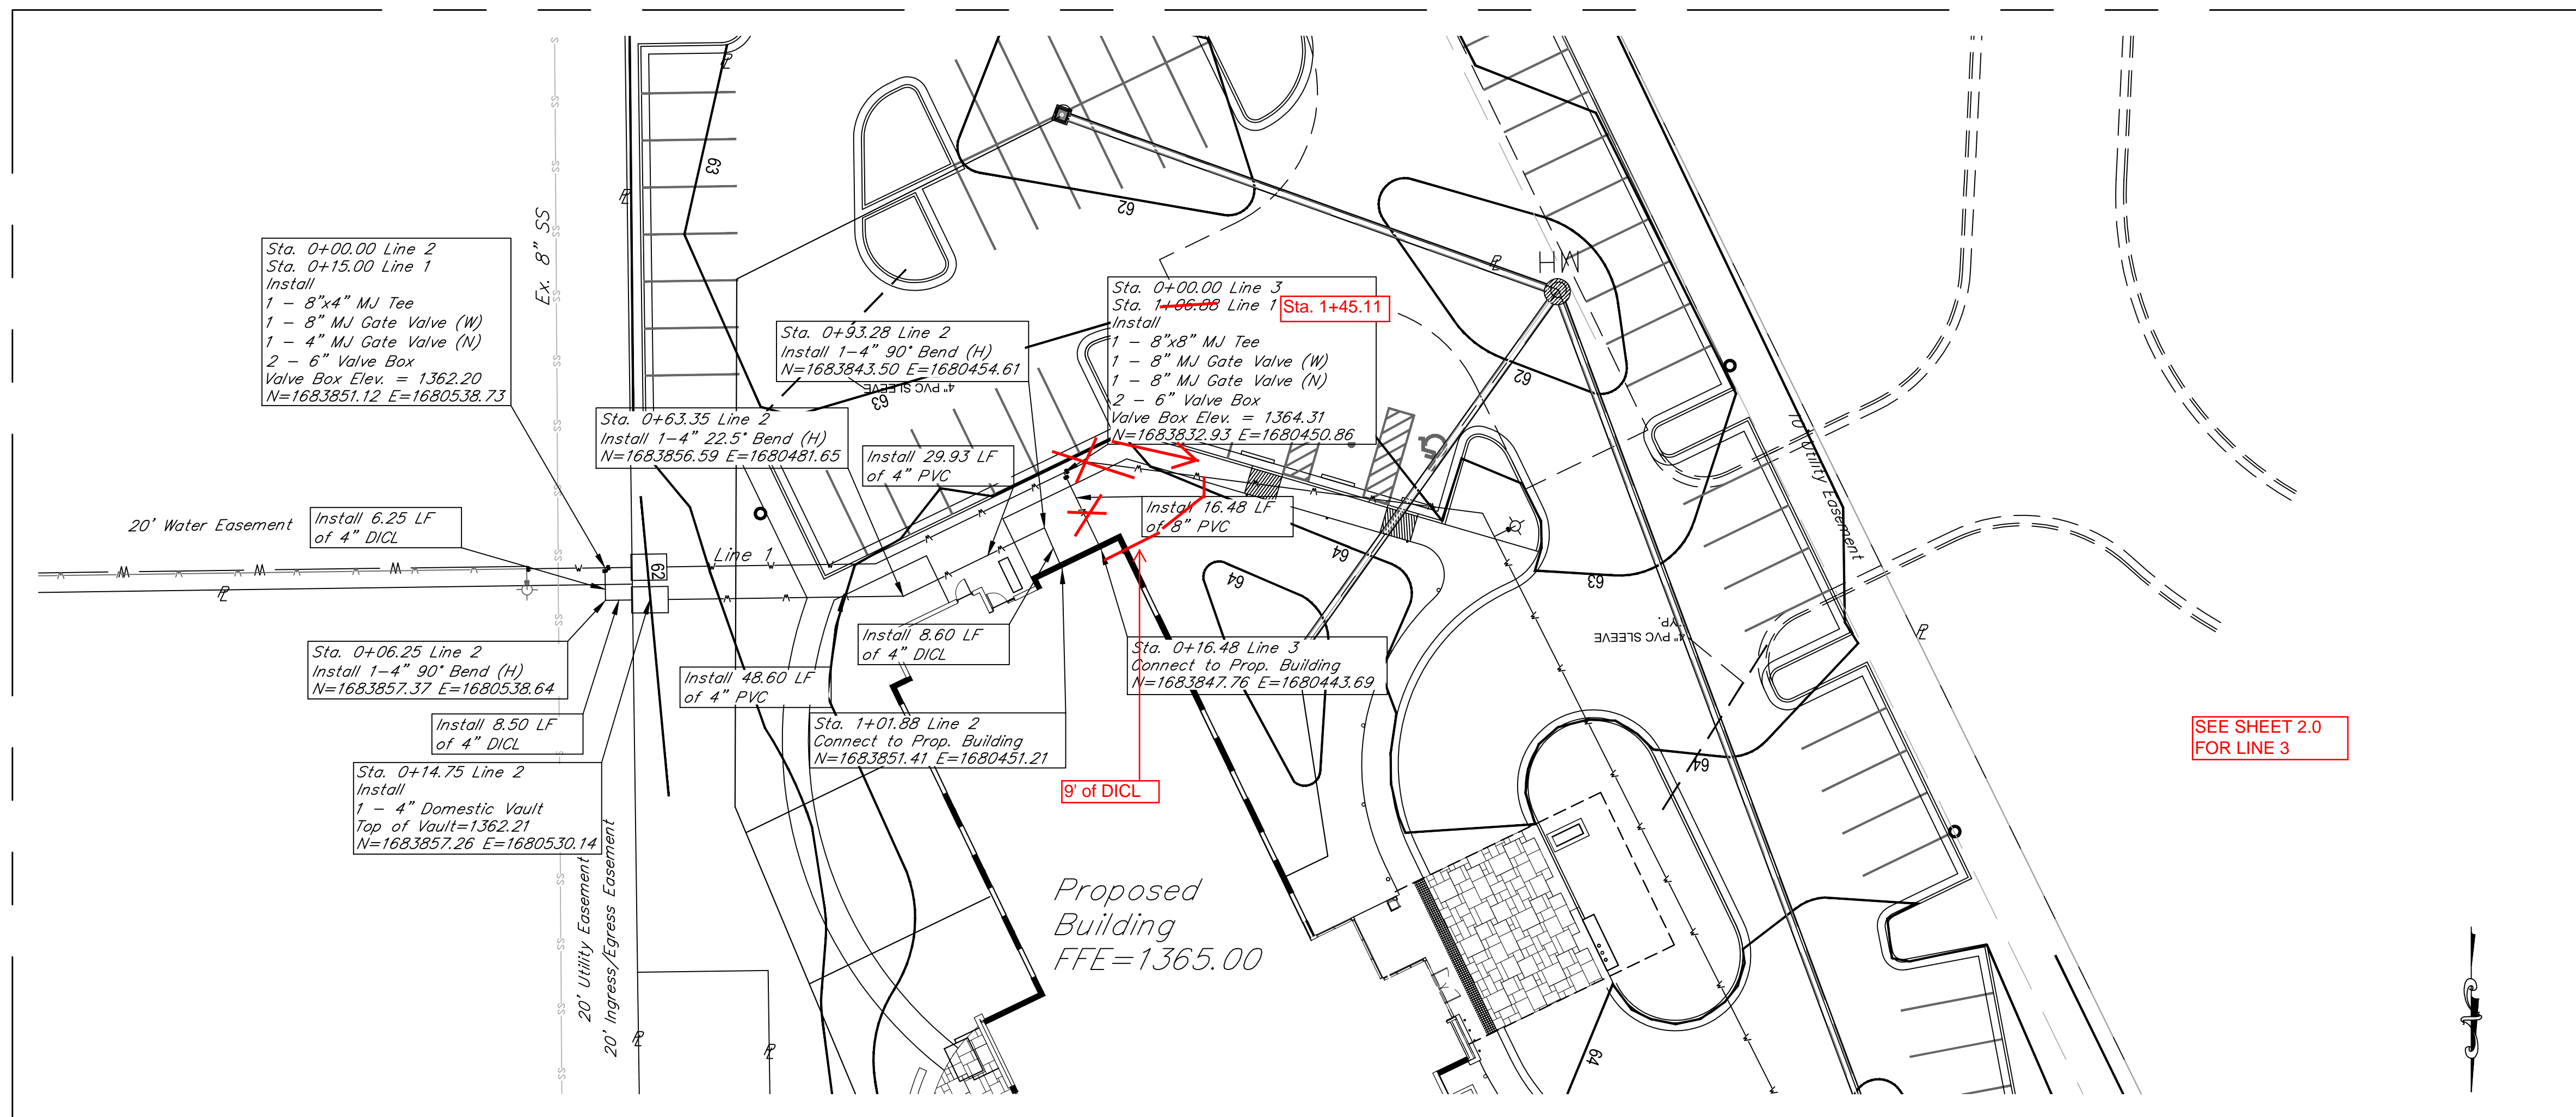 Sta. 0+00.00 Line 2
Sta. 0+15.00 Line 1
Install
1 - 8"x4" MJ Tee
1 - 8" MJ Gate Valve (W)
1 - 4" MJ Gate Valve (N)
2 - 6" Valve Box
Valve Box Elev. = 1362.20
N=1683851.12 E=1680538.73
Ex. 8" SS
63
62
Sta. 0+93.28 Line 2
Install 1-4" 90° Bend (H)
N=1683843.50 E=1680454.61
4" PVC SLEEVE
63
Sta. 0+00.00 Line 3
Sta. 1+06.88 Line 1
Sta. 1+45.11
Install
1 - 8"x8" MJ Tee
1 - 8" MJ Gate Valve (W)
1 - 8" MJ Gate Valve (N)
2 - 6" Valve Box
Valve Box Elev. = 1364.31
N=1683832.93 E=1680450.86
MH
62
Sta. 0+63.35 Line 2
Install 1-4" 22.5° Bend (H)
N=1683856.59 E=1680481.65
Install 29.93 LF
of 4" PVC
Install 16.48 LF
of 8" PVC
10' Utility Easement
20' Water Easement
Install 6.25 LF
of 4" DICL
Line 1
62
64
64
63
4" PVC SLEEVE
TYP.
Sta. 0+06.25 Line 2
Install 1-4" 90° Bend (H)
N=1683857.37 E=1680538.64
Install 8.60 LF
of 4" DICL
Install 48.60 LF
of 4" PVC
Sta. 0+16.48 Line 3
Connect to Prop. Building
N=1683847.76 E=1680443.69
Install 8.50 LF
of 4" DICL
Sta. 1+01.88 Line 2
Connect to Prop. Building
N=1683851.41 E=1680451.21
9' of DICL
SEE SHEET 2.0
FOR LINE 3
64
Sta. 0+14.75 Line 2
Install
1 - 4" Domestic Vault
Top of Vault=1362.21
N=1683857.26 E=1680530.14
20' Utility Easement
20' Ingress/Egress Easement
Proposed
Building
FFE=1365.00
64